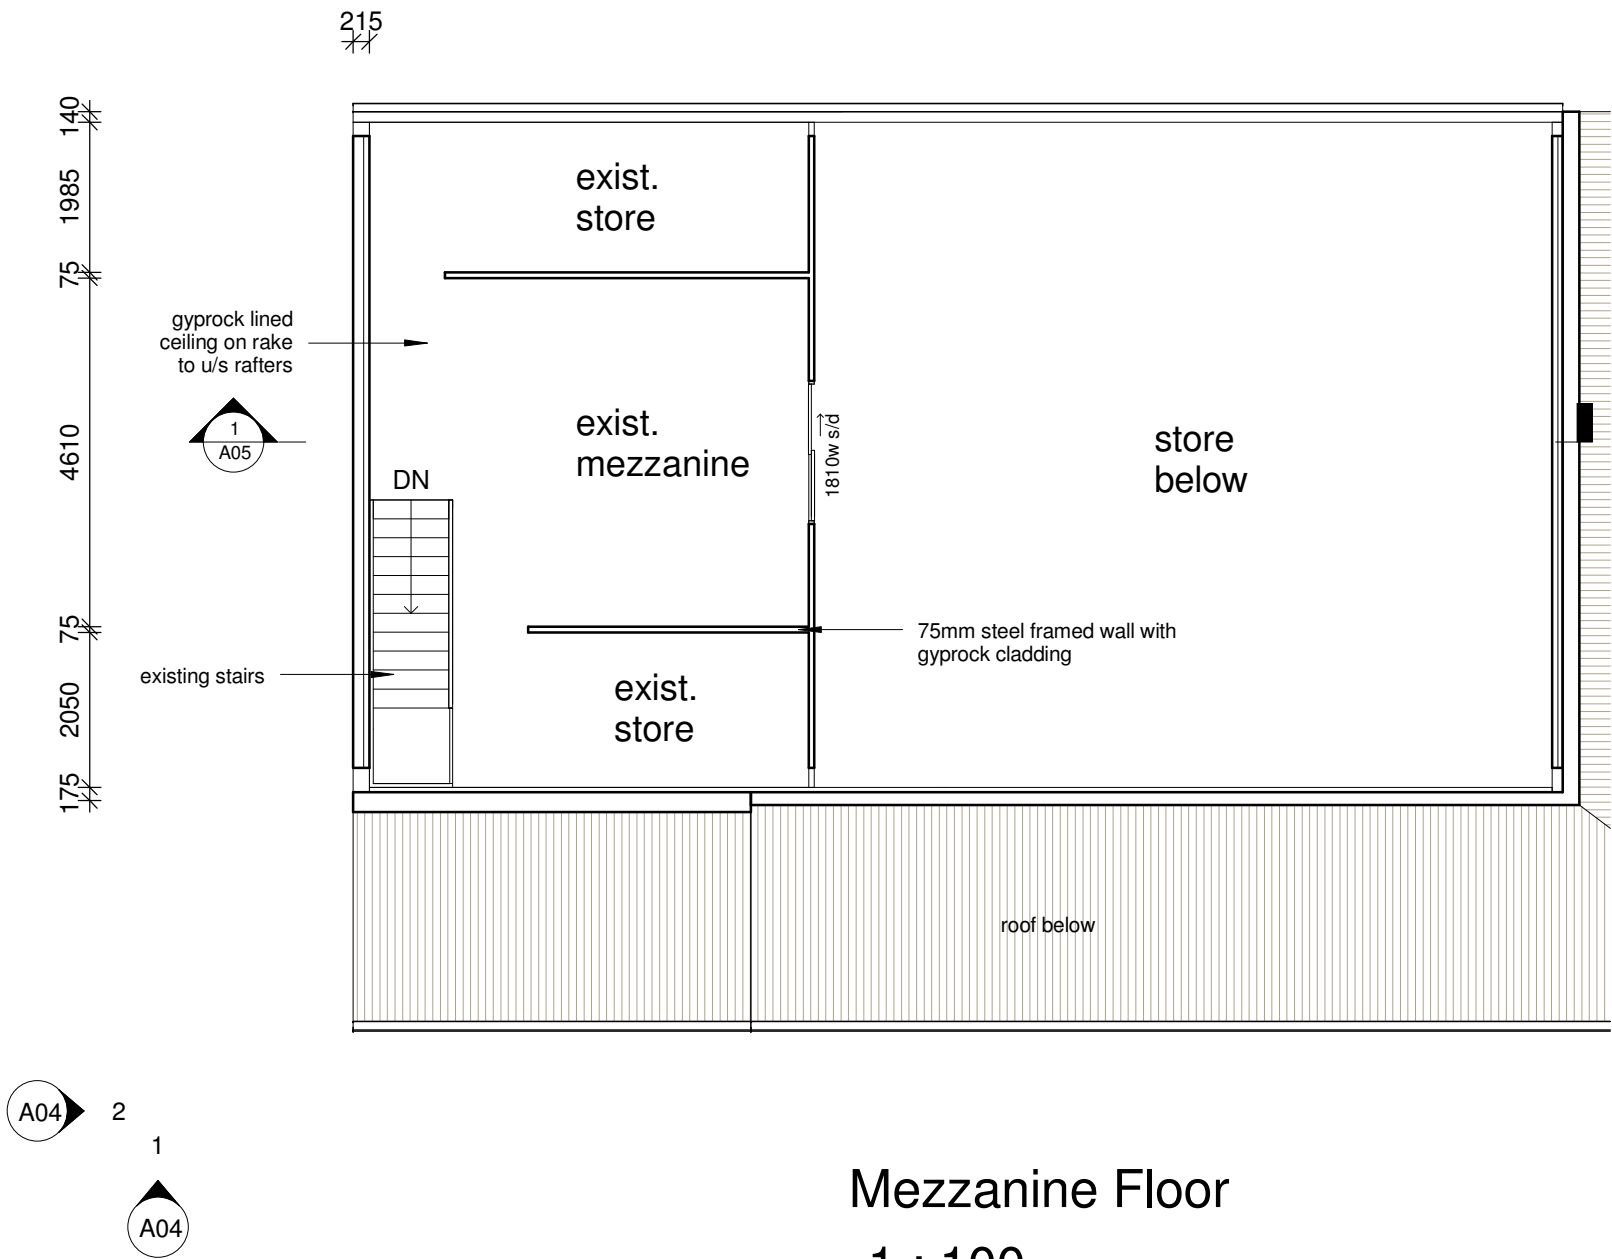 215
140
1985
75
4610
75
2050
175
exist.
store
gyprock lined
ceiling on rake
to u/s rafters
1
A05
exist.
mezzanine
1810w s/d
store
below
DN
75mm steel framed wall with
gyprock cladding
existing stairs
exist.
store
roof below
A04
2
1
A04
Mezzanine Floor
1 : 100